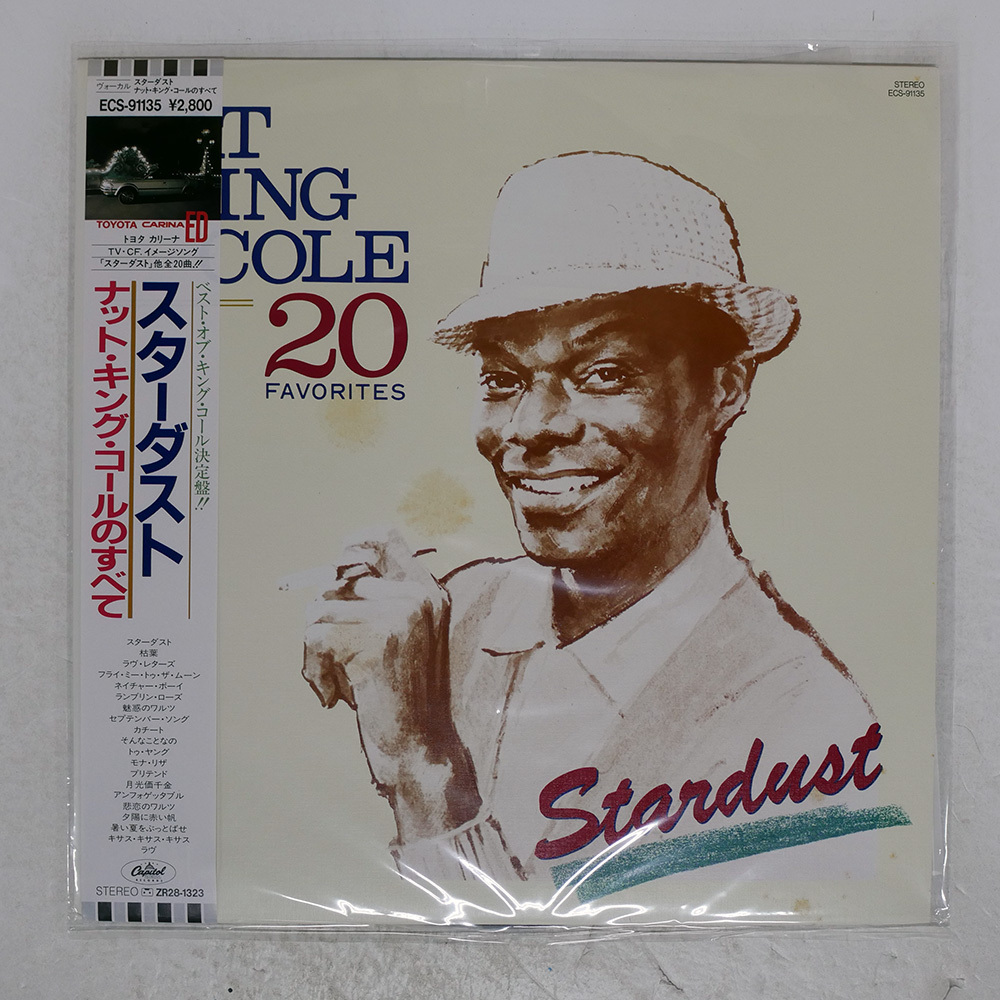 ヴォーカル
スターダスト
ナット・キング・コールのすべて
ECS-91135 ¥2,800
TOYOTA CARINA ED
トヨタ カリーナ
TV・CF.イメージソング
「スターダスト」他全20曲.!!
ベスト・オブ・キング・コール決定盤!!
スターダスト
ナット・キング・コールのすべて
スターダスト
枯葉
ラヴ・レターズ
フライ・ミー・トゥ・ザ・ムーン
ネイチャー・ボーイ
ランブリン・ローズ
魅惑のワルツ
セプテンバー・ソング
カチート
そんなことなの
トゥ・ヤング
モナ・リザ
プリテンド
月光価千金
アンフォゲッタブル
悲恋のワルツ
夕陽に赤い帆
暑い夏をぶっとばせ
キサス・キサス・キサス
ラヴ
Capitol
RECORDS
STEREO ZR28-1323
AT
ING
COLE
20
FAVORITES
STEREO
ECS-91135
Stardust